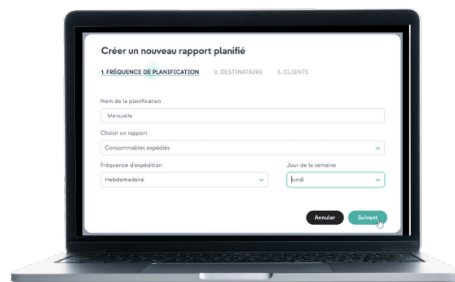 Créer un nouveau rapport planifié
1. FRÉQUENCE DE PLANIFICATION 2. DESTINATAIRE 3. CLIENTS
Nom de la planification
Mensuelle
Choisir un rapport
Consommables expédiés
Fréquence d'expédition Jour de la semaine
Hebdomadaire lundi
Annuler Suivant